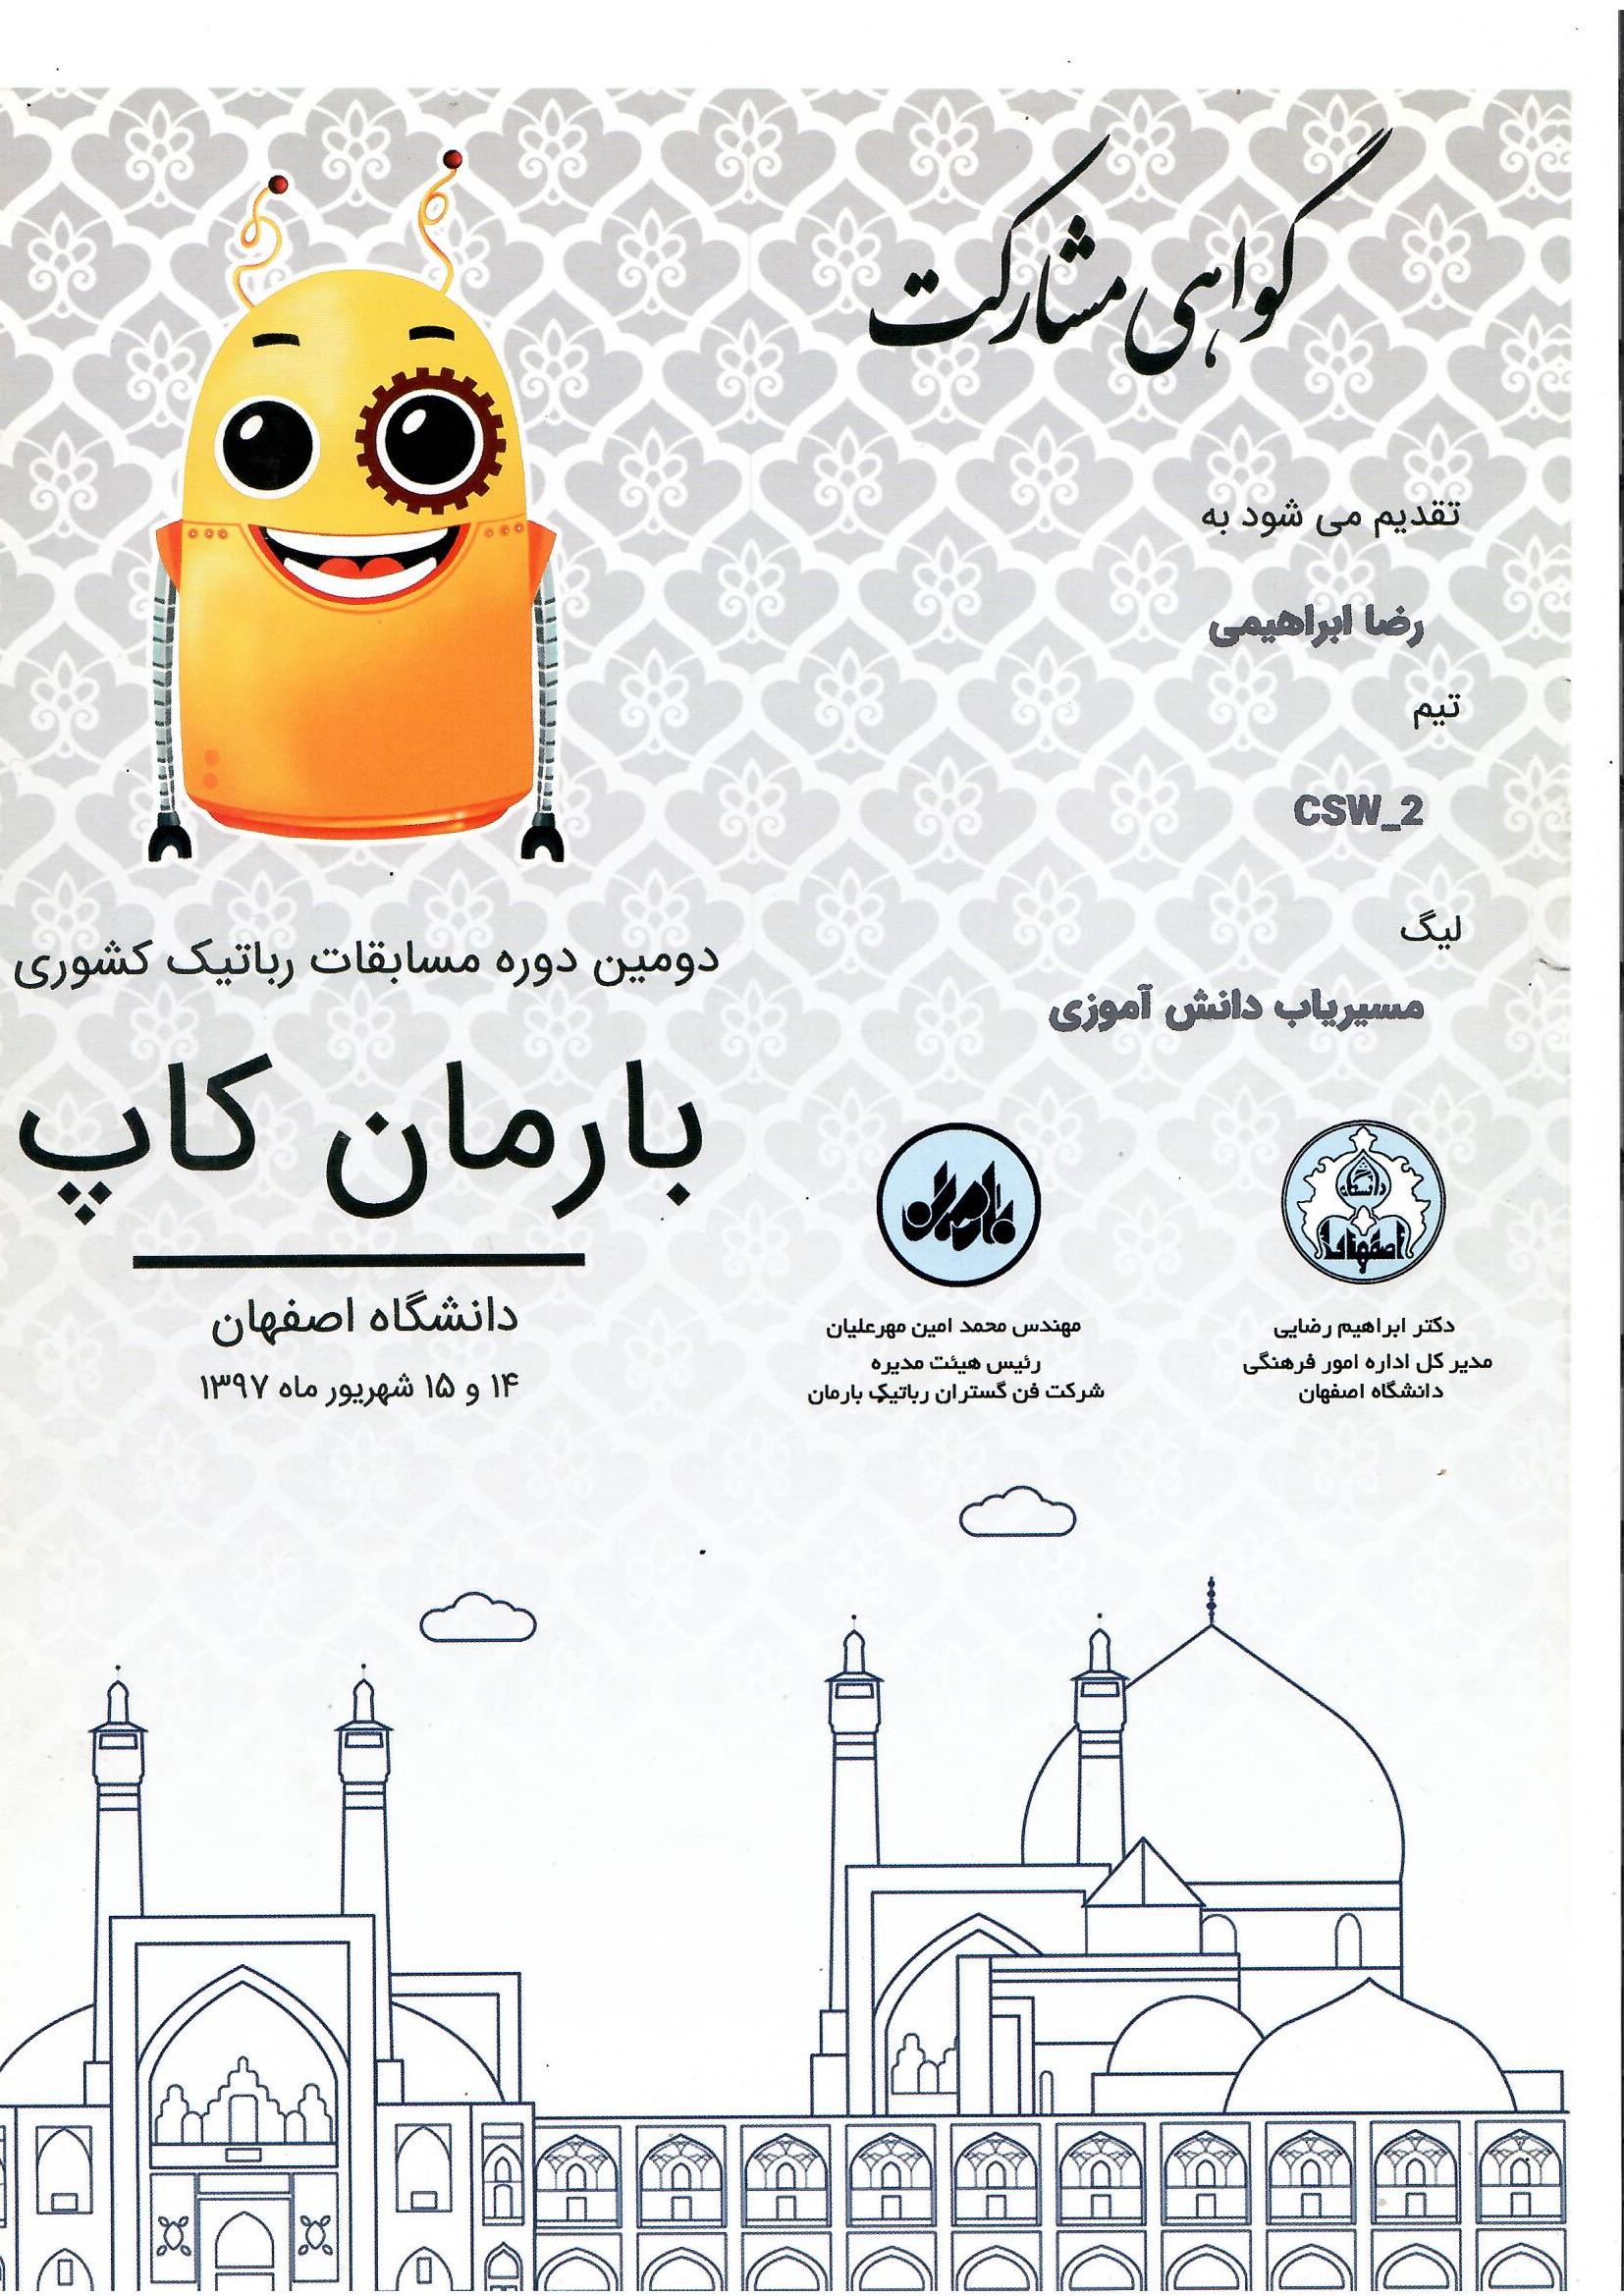 گواهی مشارکت
تقدیم می شود به
رضا ابراهیمی
تیم
CSW_2
لیگ
مسیریاب دانش آموزی
دانشگاه
اصفهان
دکتر ابراهیم رضایی
مدیر کل اداره امور فرهنگی
دانشگاه اصفهان
بارمان
مهندس محمد امین مهرعلیان
رئیس هیئت مدیره
شرکت فن گستران رباتیک بارمان
دومین دوره مسابقات رباتیک کشوری
بارمان کاپ
دانشگاه اصفهان
۱۴ و ۱۵ شهریور ماه ۱۳۹۷